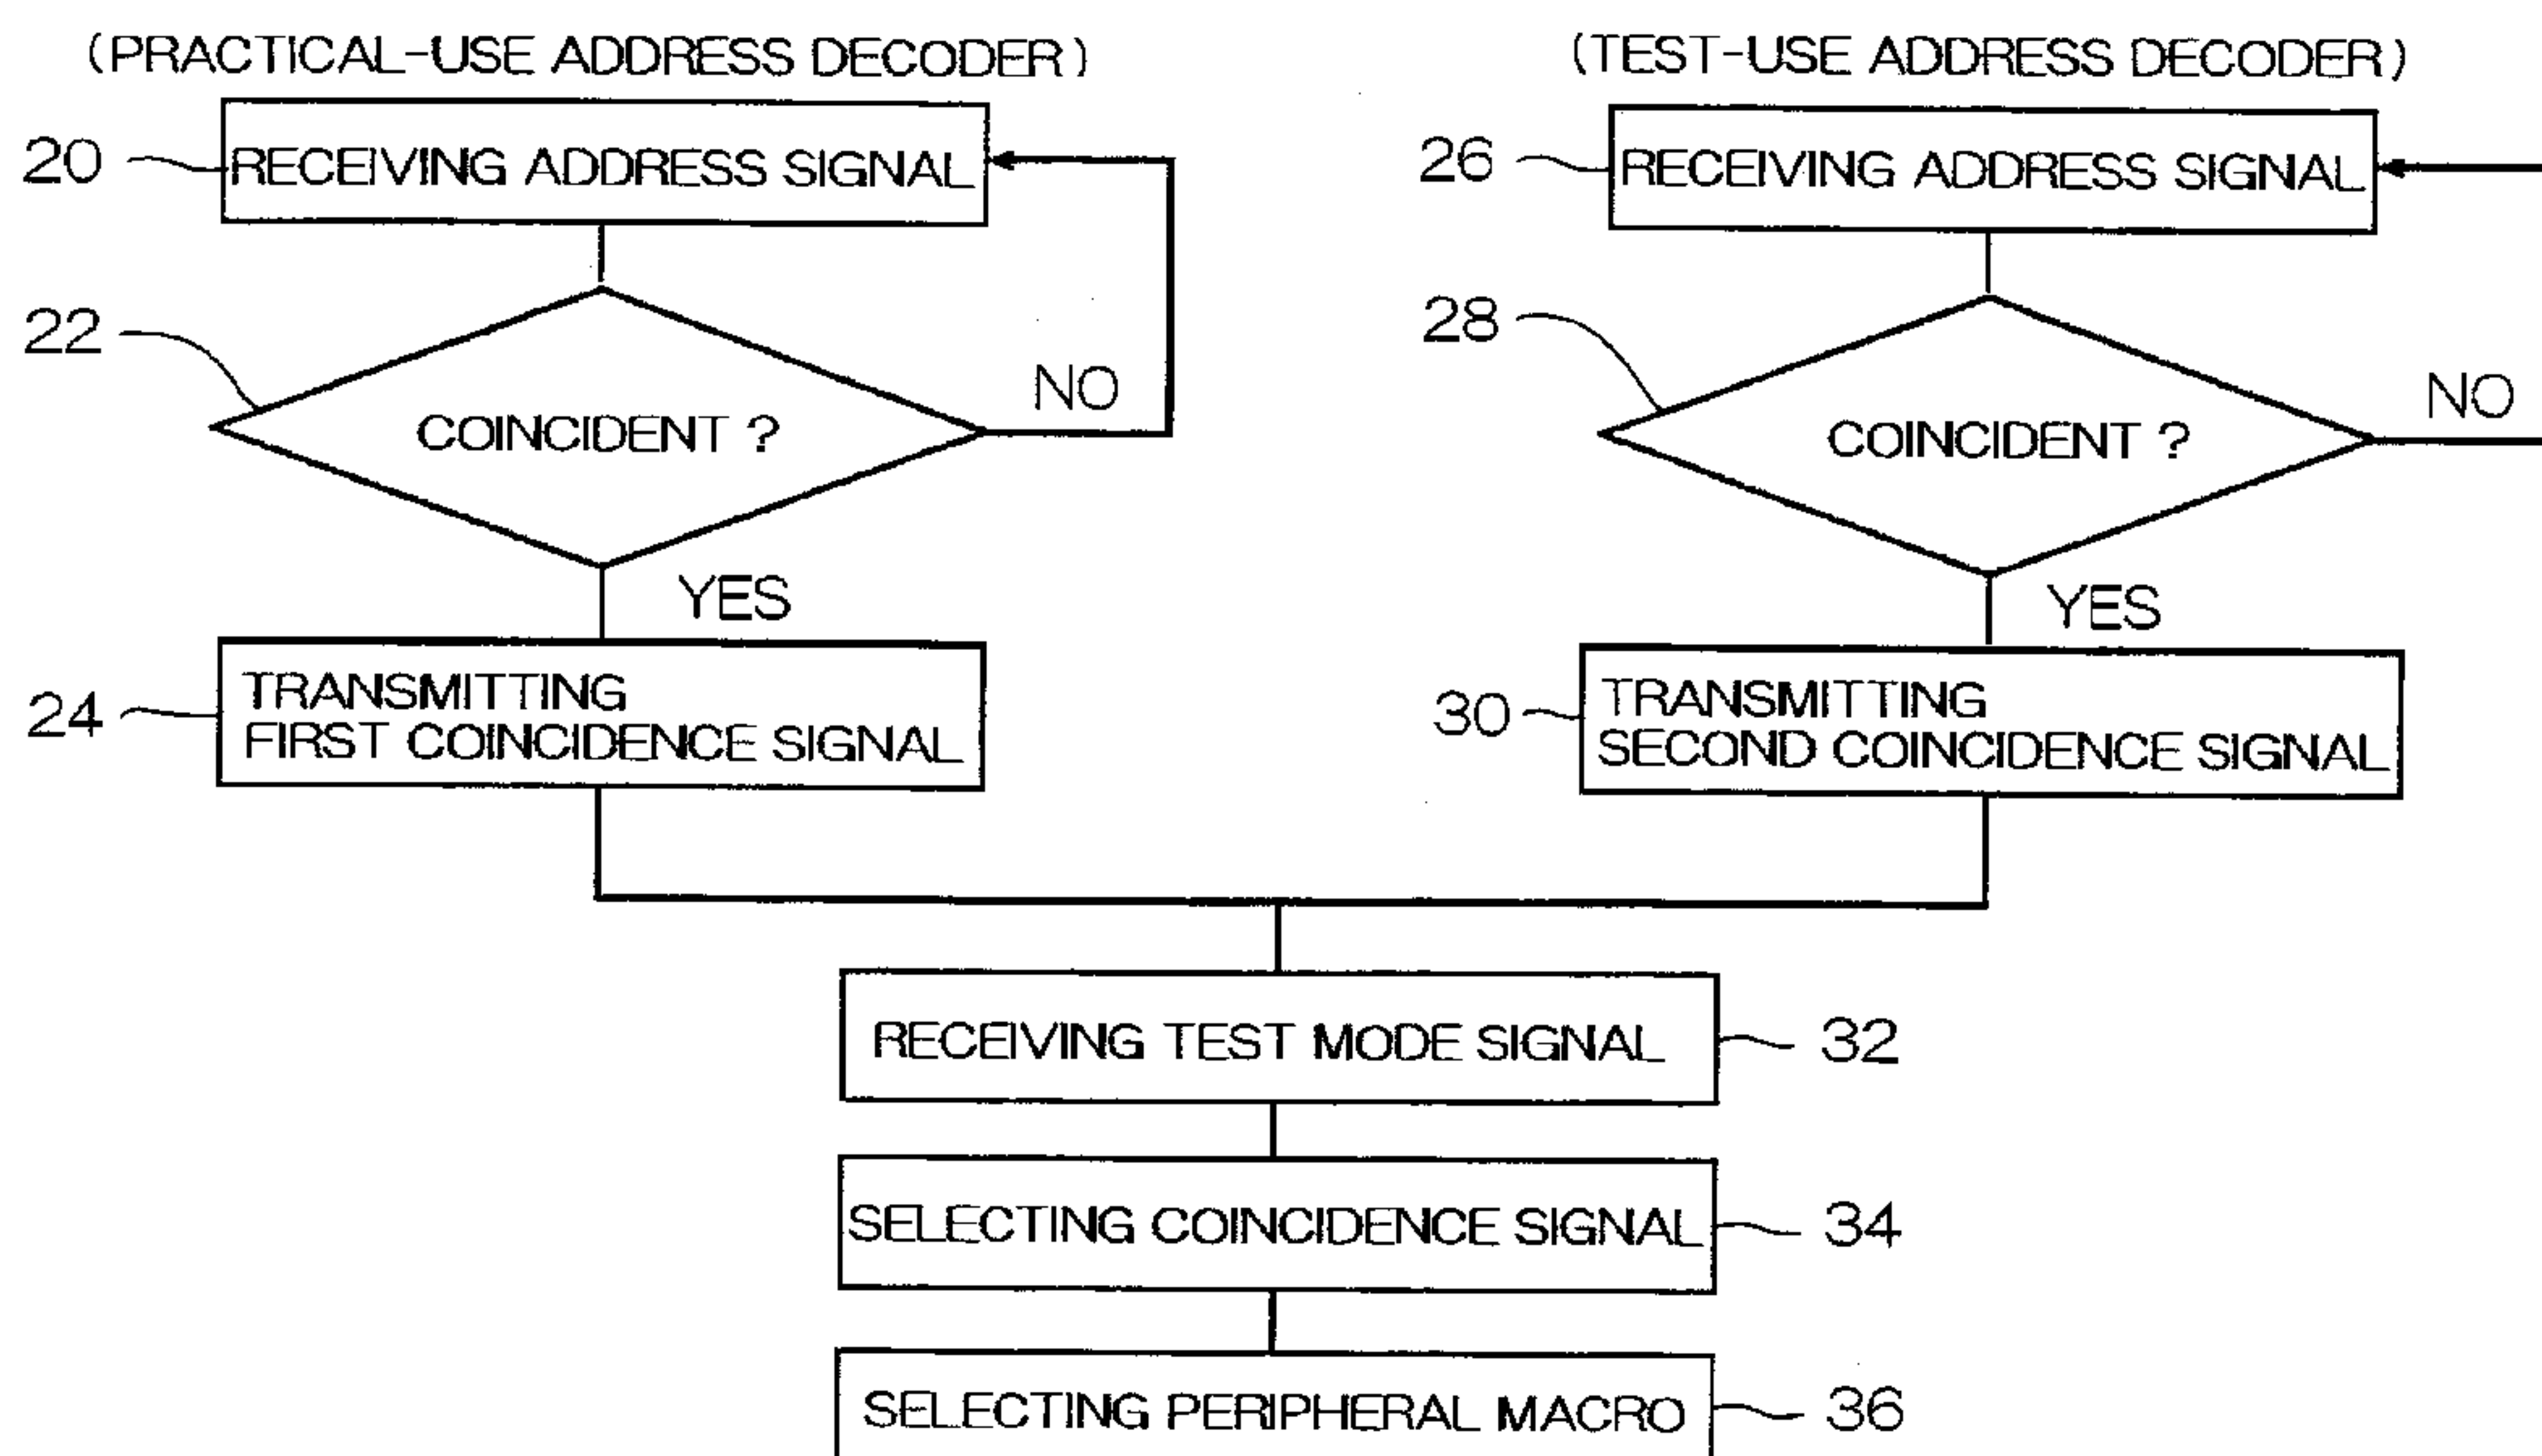 (PRACTICAL-USE ADDRESS DECODER)
20
RECEIVING ADDRESS SIGNAL
22
COINCIDENT ?
NO
YES
24
TRANSMITTING
FIRST COINCIDENCE SIGNAL
(TEST-USE ADDRESS DECODER)
26
RECEIVING ADDRESS SIGNAL
28
COINCIDENT ?
NO
YES
30
TRANSMITTING
SECOND COINCIDENCE SIGNAL
RECEIVING TEST MODE SIGNAL
32
SELECTING COINCIDENCE SIGNAL
34
SELECTING PERIPHERAL MACRO
36